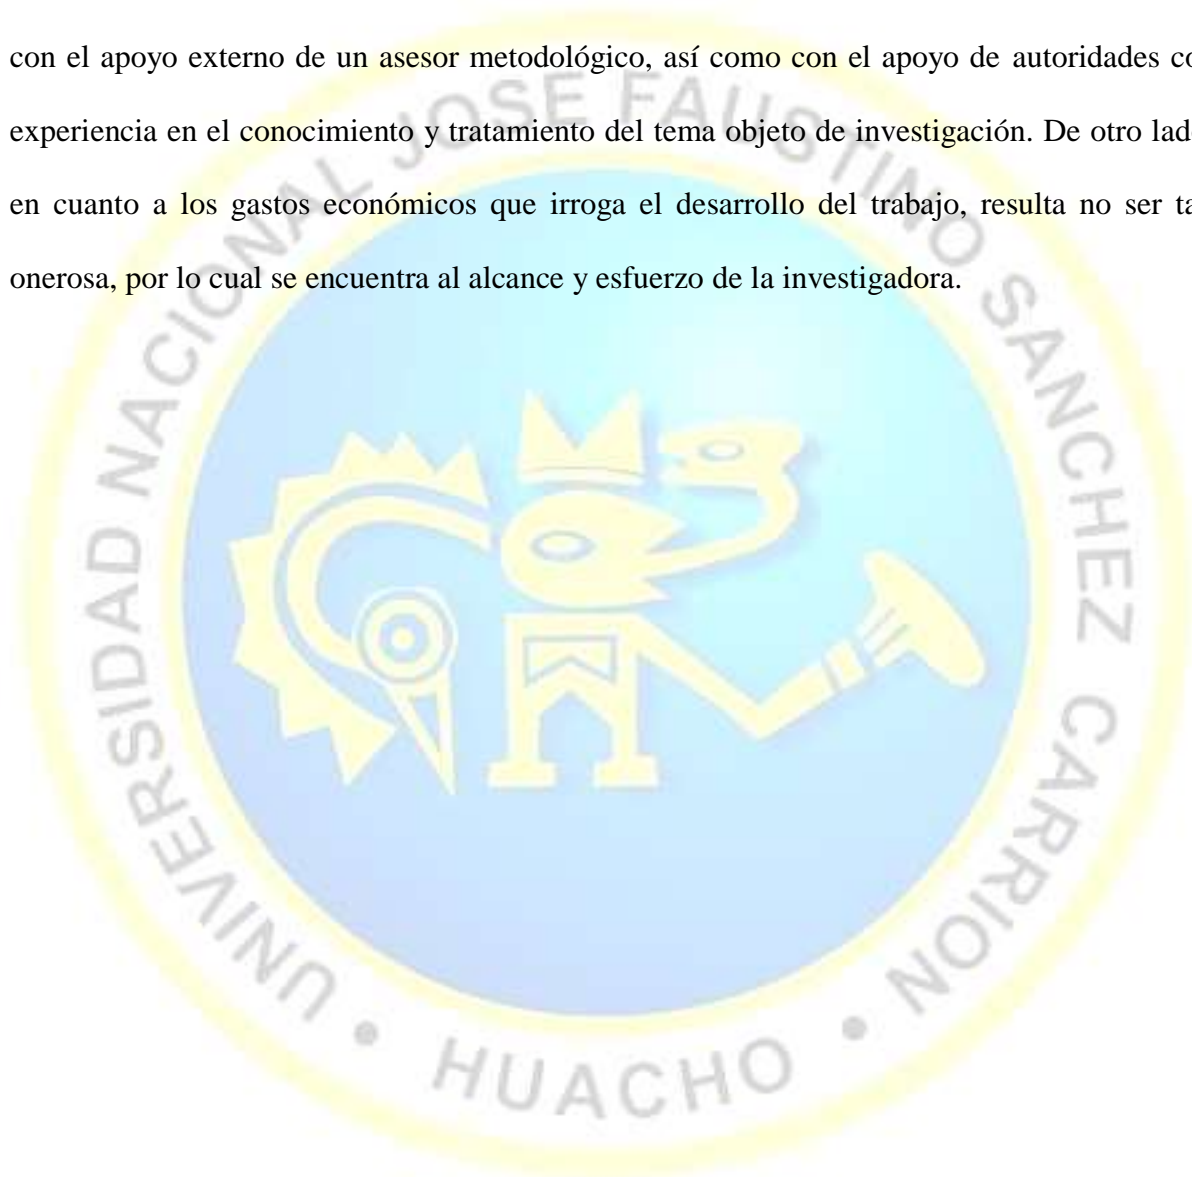 con el apoyo externo de un asesor metodológico, así como con el apoyo de autoridades co
experiencia en el conocimiento y tratamiento del tema objeto de investigación. De otro lad
en cuanto a los gastos económicos que irroga el desarrollo del trabajo, resulta no ser ta
onerosa, por lo cual se encuentra al alcance y esfuerzo de la investigadora.
UNIVERSIDAD NACIONAL JOSE FAUSTINO SANCHEZ CARRION
• HUACHO •